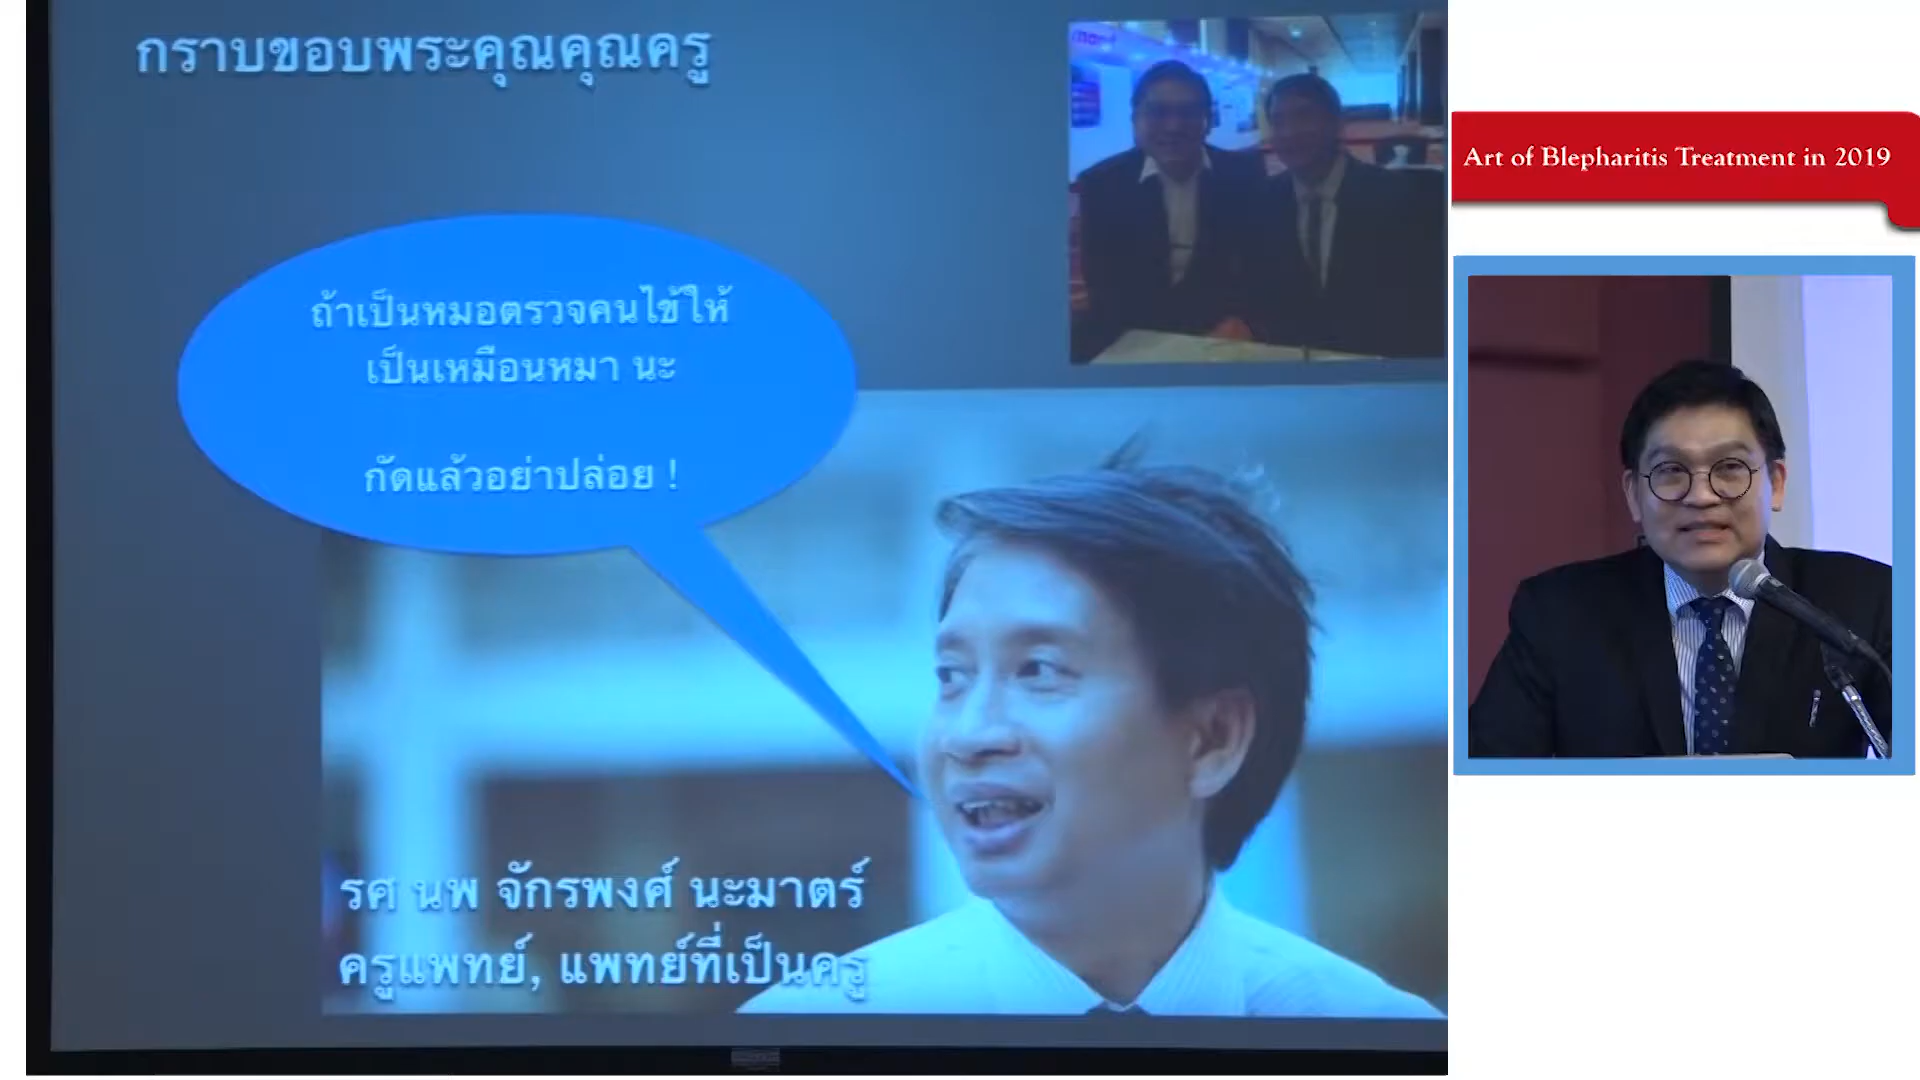 กราบขอบพระคุณคุณครู
ถ้าเป็นหมอตรวจคนไข้ให้
เป็นเหมือนหมา นะ
กัดแล้วอย่าปล่อย !
รศ นพ จักรพงศ์ นะมาตร์
ครูแพทย์, แพทย์ที่เป็นครู
Art of Blepharitis Treatment in 2019